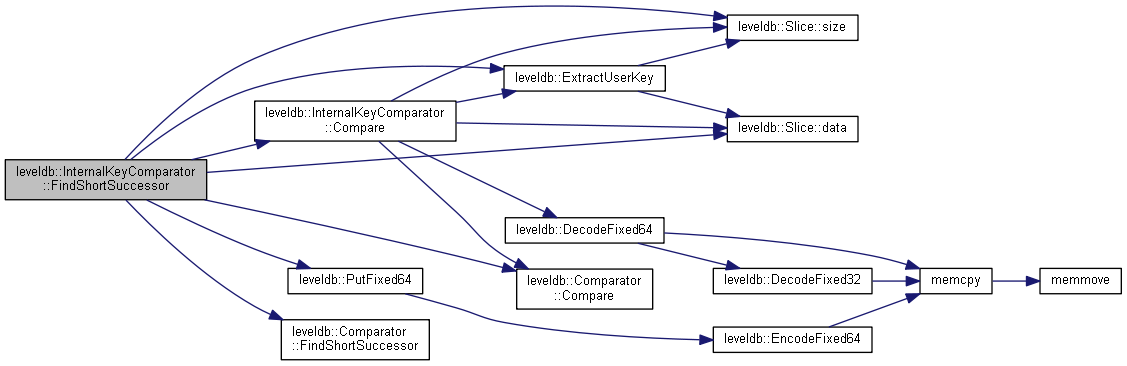 leveldb::Slice::size
leveldb::ExtractUserKey
leveldb::InternalKeyComparator
::Compare
leveldb::Slice::data
leveldb::InternalKeyComparator
::FindShortSuccessor
leveldb::DecodeFixed64
leveldb::PutFixed64
leveldb::Comparator
::Compare
leveldb::DecodeFixed32
memcpy
memmove
leveldb::Comparator
::FindShortSuccessor
leveldb::EncodeFixed64